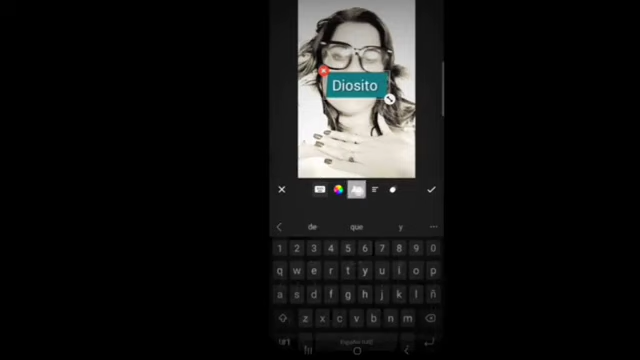 Diosito
de que y
1 2 3 4 5 6 7 8 9 0
q w e r t y u i o p
a s d f g h j k l ñ
z x c v b n m